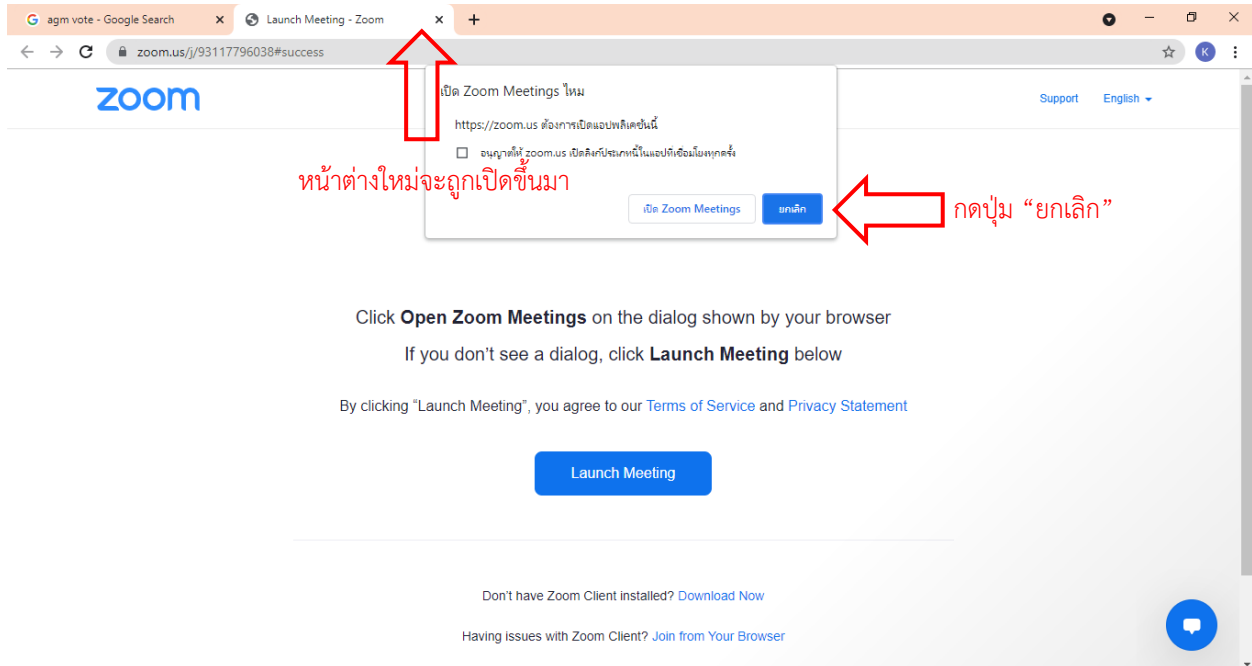 agm vote - Google Search
Launch Meeting - Zoom
zoom.us/j/93117796038#success
K
zoom
Support English
เปิด Zoom Meetings ไหม
https://zoom.us ต้องการเปิดแอปพลิเคชันนี้
อนุญาตให้ zoom.us เปิดลิงก์ประเภทนี้ในแอปที่เชื่อมโยงทุกครั้ง
หน้าต่างใหม่จะถูกเปิดขึ้นมา
เปิด Zoom Meetings ยกเลิก
กดปุ่ม “ยกเลิก”
Click Open Zoom Meetings on the dialog shown by your browser
If you don’t see a dialog, click Launch Meeting below
By clicking “Launch Meeting”, you agree to our Terms of Service and Privacy Statement
Launch Meeting
Don’t have Zoom Client installed? Download Now
Having issues with Zoom Client? Join from Your Browser